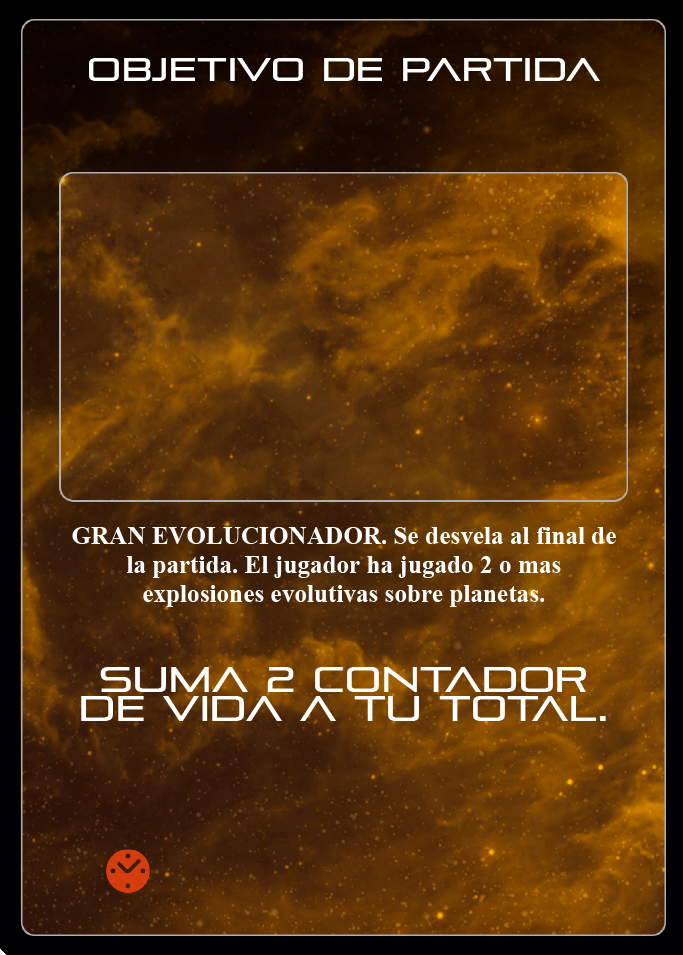 OBJETIVO DE PARTIDA
GRAN EVOLUCIONADOR. Se desvela al final de
la partida. El jugador ha jugado 2 o mas
explosiones evolutivas sobre planetas.
SUMA 2 CONTADOR
DE VIDA A TU TOTAL.